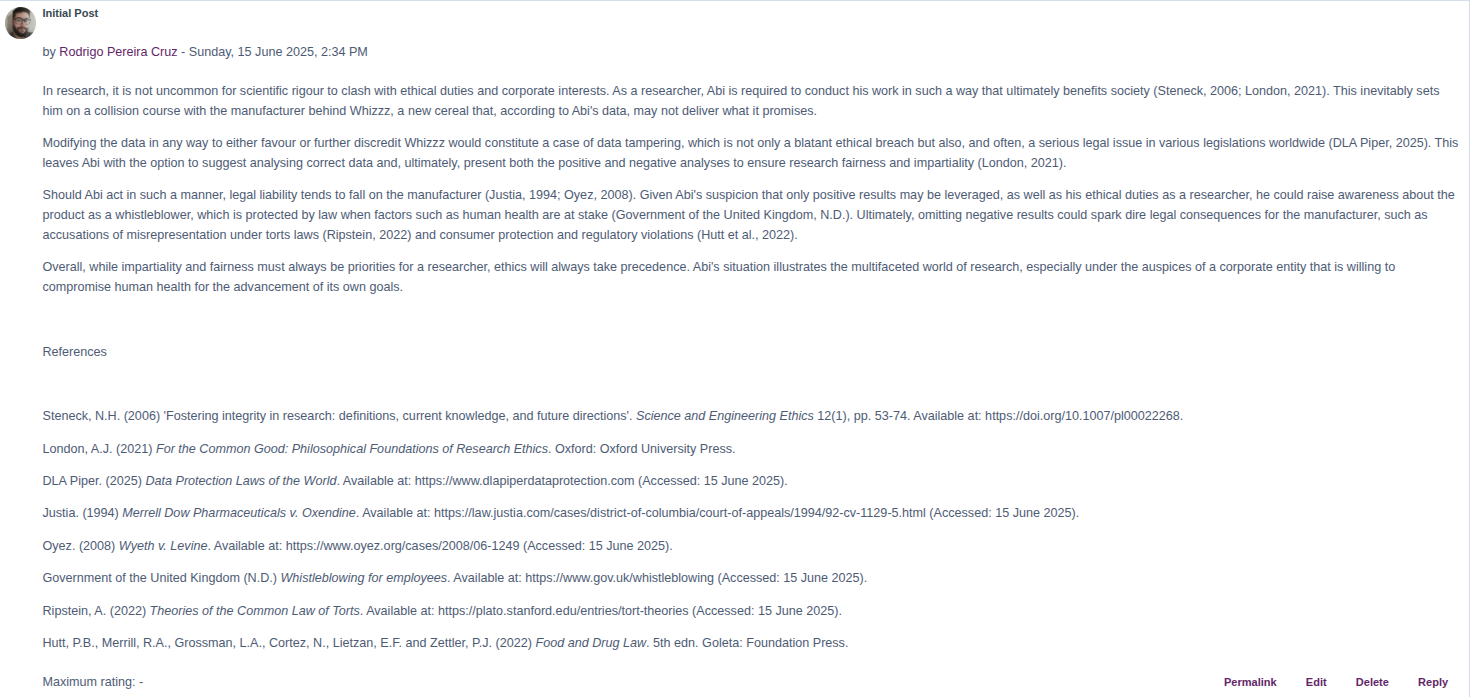 Initial Post
by Rodrigo Pereira Cruz - Sunday, 15 June 2025, 2:34 PM
In research, it is not uncommon for scientific rigour to clash with ethical duties and corporate interests. As a researcher, Abi is required to conduct his work in such a way that ultimately benefits society (Steneck, 2006; London, 2021). This inevitably sets
him on a collision course with the manufacturer behind Whizzz, a new cereal that, according to Abi's data, may not deliver what it promises.
Modifying the data in any way to either favour or further discredit Whizzz would constitute a case of data tampering, which is not only a blatant ethical breach but also, and often, a serious legal issue in various legislations worldwide (DLA Piper, 2025). This
leaves Abi with the option to suggest analysing correct data and, ultimately, present both the positive and negative analyses to ensure research fairness and impartiality (London, 2021).
Should Abi act in such a manner, legal liability tends to fall on the manufacturer (Justia, 1994; Oyez, 2008). Given Abi's suspicion that only positive results may be leveraged, as well as his ethical duties as a researcher, he could raise awareness about the
product as a whistleblower, which is protected by law when factors such as human health are at stake (Government of the United Kingdom, N.D.). Ultimately, omitting negative results could spark dire legal consequences for the manufacturer, such as
accusations of misrepresentation under torts laws (Ripstein, 2022) and consumer protection and regulatory violations (Hutt et al., 2022).
Overall, while impartiality and fairness must always be priorities for a researcher, ethics will always take precedence. Abi's situation illustrates the multifaceted world of research, especially under the auspices of a corporate entity that is willing to
compromise human health for the advancement of its own goals.
References
Steneck, N.H. (2006) 'Fostering integrity in research: definitions, current knowledge, and future directions'. Science and Engineering Ethics 12(1), pp. 53-74. Available at: https://doi.org/10.1007/pl00022268.
London, A.J. (2021) For the Common Good: Philosophical Foundations of Research Ethics. Oxford: Oxford University Press.
DLA Piper. (2025) Data Protection Laws of the World. Available at: https://www.dlapiperdataprotection.com (Accessed: 15 June 2025).
Justia. (1994) Merrell Dow Pharmaceuticals v. Oxendine. Available at: https://law.justia.com/cases/district-of-columbia/court-of-appeals/1994/92-cv-1129-5.html (Accessed: 15 June 2025).
Oyez. (2008) Wyeth v. Levine. Available at: https://www.oyez.org/cases/2008/06-1249 (Accessed: 15 June 2025).
Government of the United Kingdom (N.D.) Whistleblowing for employees. Available at: https://www.gov.uk/whistleblowing (Accessed: 15 June 2025).
Ripstein, A. (2022) Theories of the Common Law of Torts. Available at: https://plato.stanford.edu/entries/tort-theories (Accessed: 15 June 2025).
Hutt, P.B., Merrill, R.A., Grossman, L.A., Cortez, N., Lietzan, E.F. and Zettler, P.J. (2022) Food and Drug Law. 5th edn. Goleta: Foundation Press.
Maximum rating: -
Permalink Edit Delete Reply